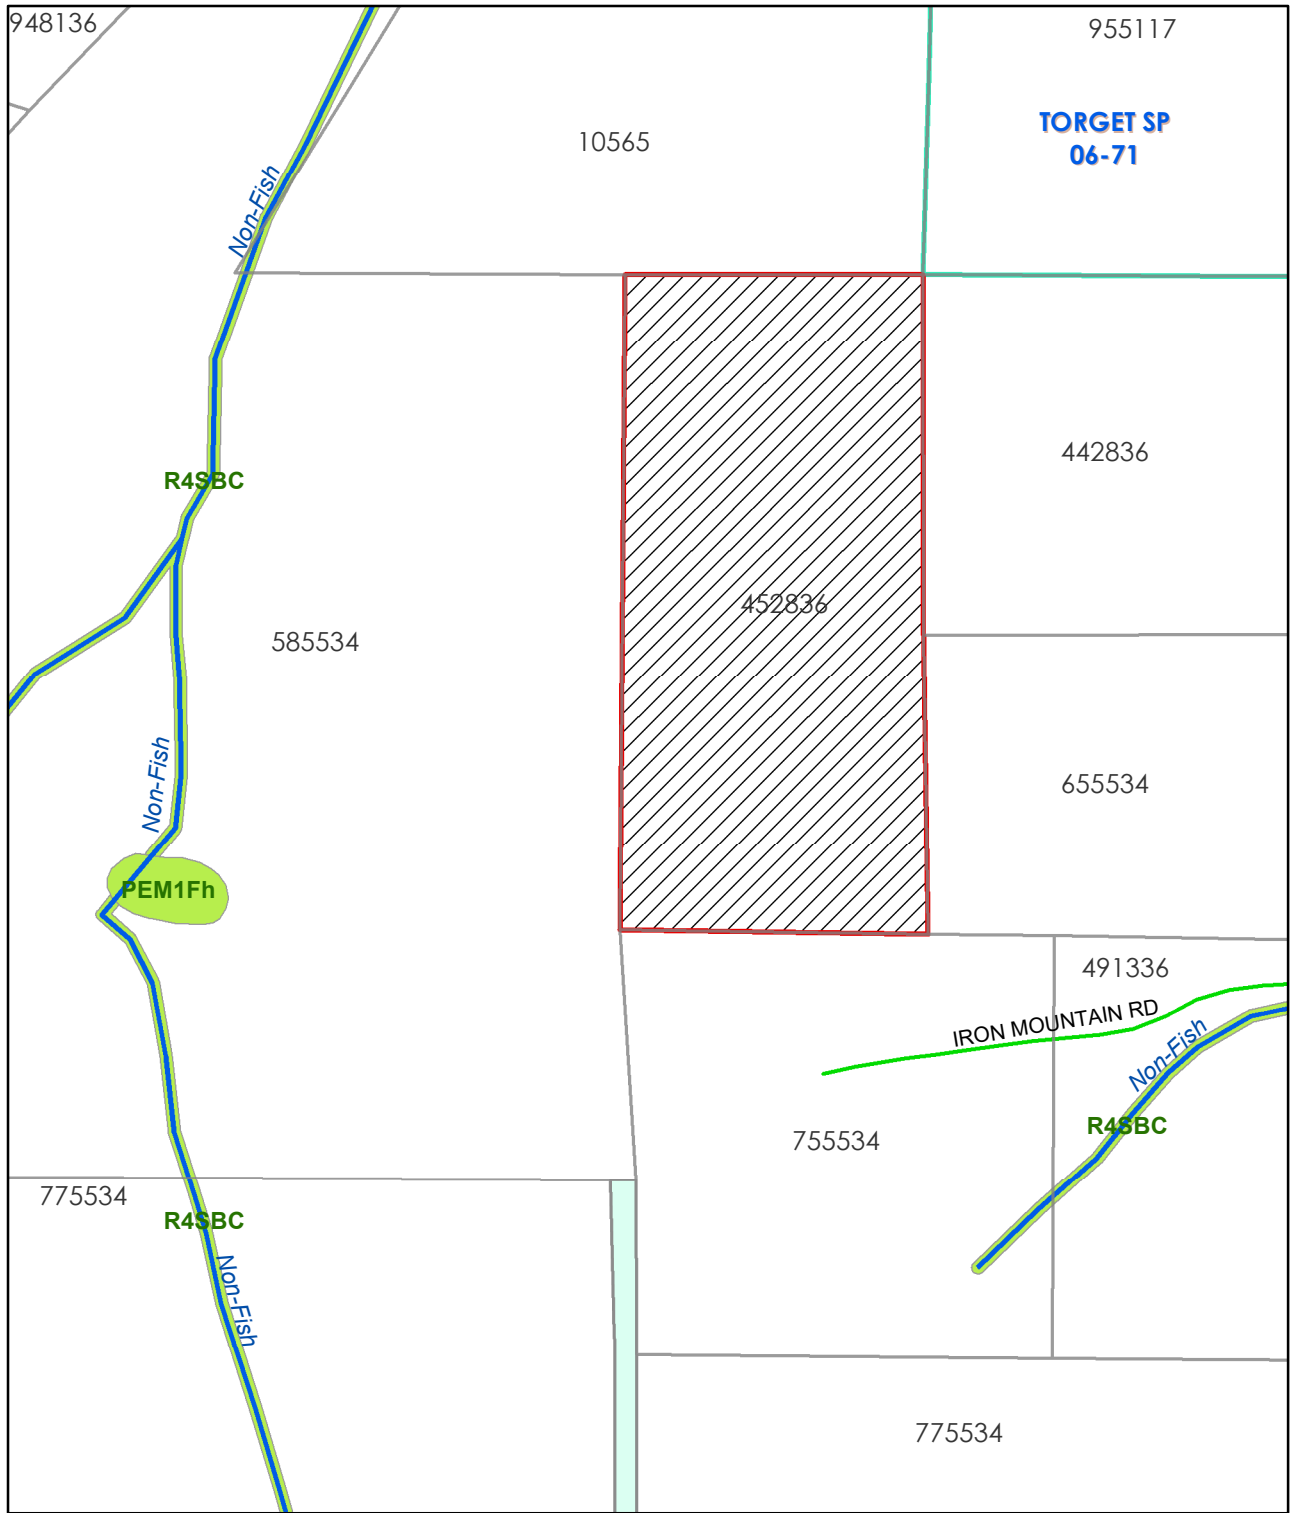 948136
955117
TORGET SP
06-71
10565
Non-Fish
442836
R4SBC
452836
585534
Non-Fish
655534
PEM1Fh
491336
IRON MOUNTAIN RD
Non-Fish
R4SBC
755534
775534
R4SBC
Non-Fish
775534